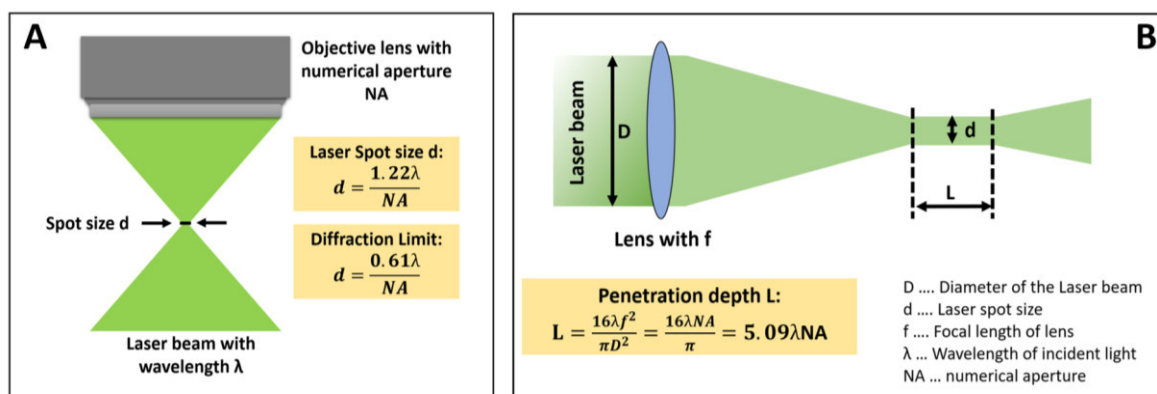 A
Objective lens with
numerical aperture
NA
Laser Spot size d:
d = 1.22λ / NA
Spot size d
Diffraction Limit:
d = 0.61λ / NA
Laser beam with
wavelength λ
B
Laser beam
D
d
L
Lens with f
Penetration depth L:
L = 16λf² / πD² = 16λNA / π = 5.09λNA
D .... Diameter of the Laser beam
d .... Laser spot size
f .... Focal length of lens
λ ... Wavelength of incident light
NA ... numerical aperture